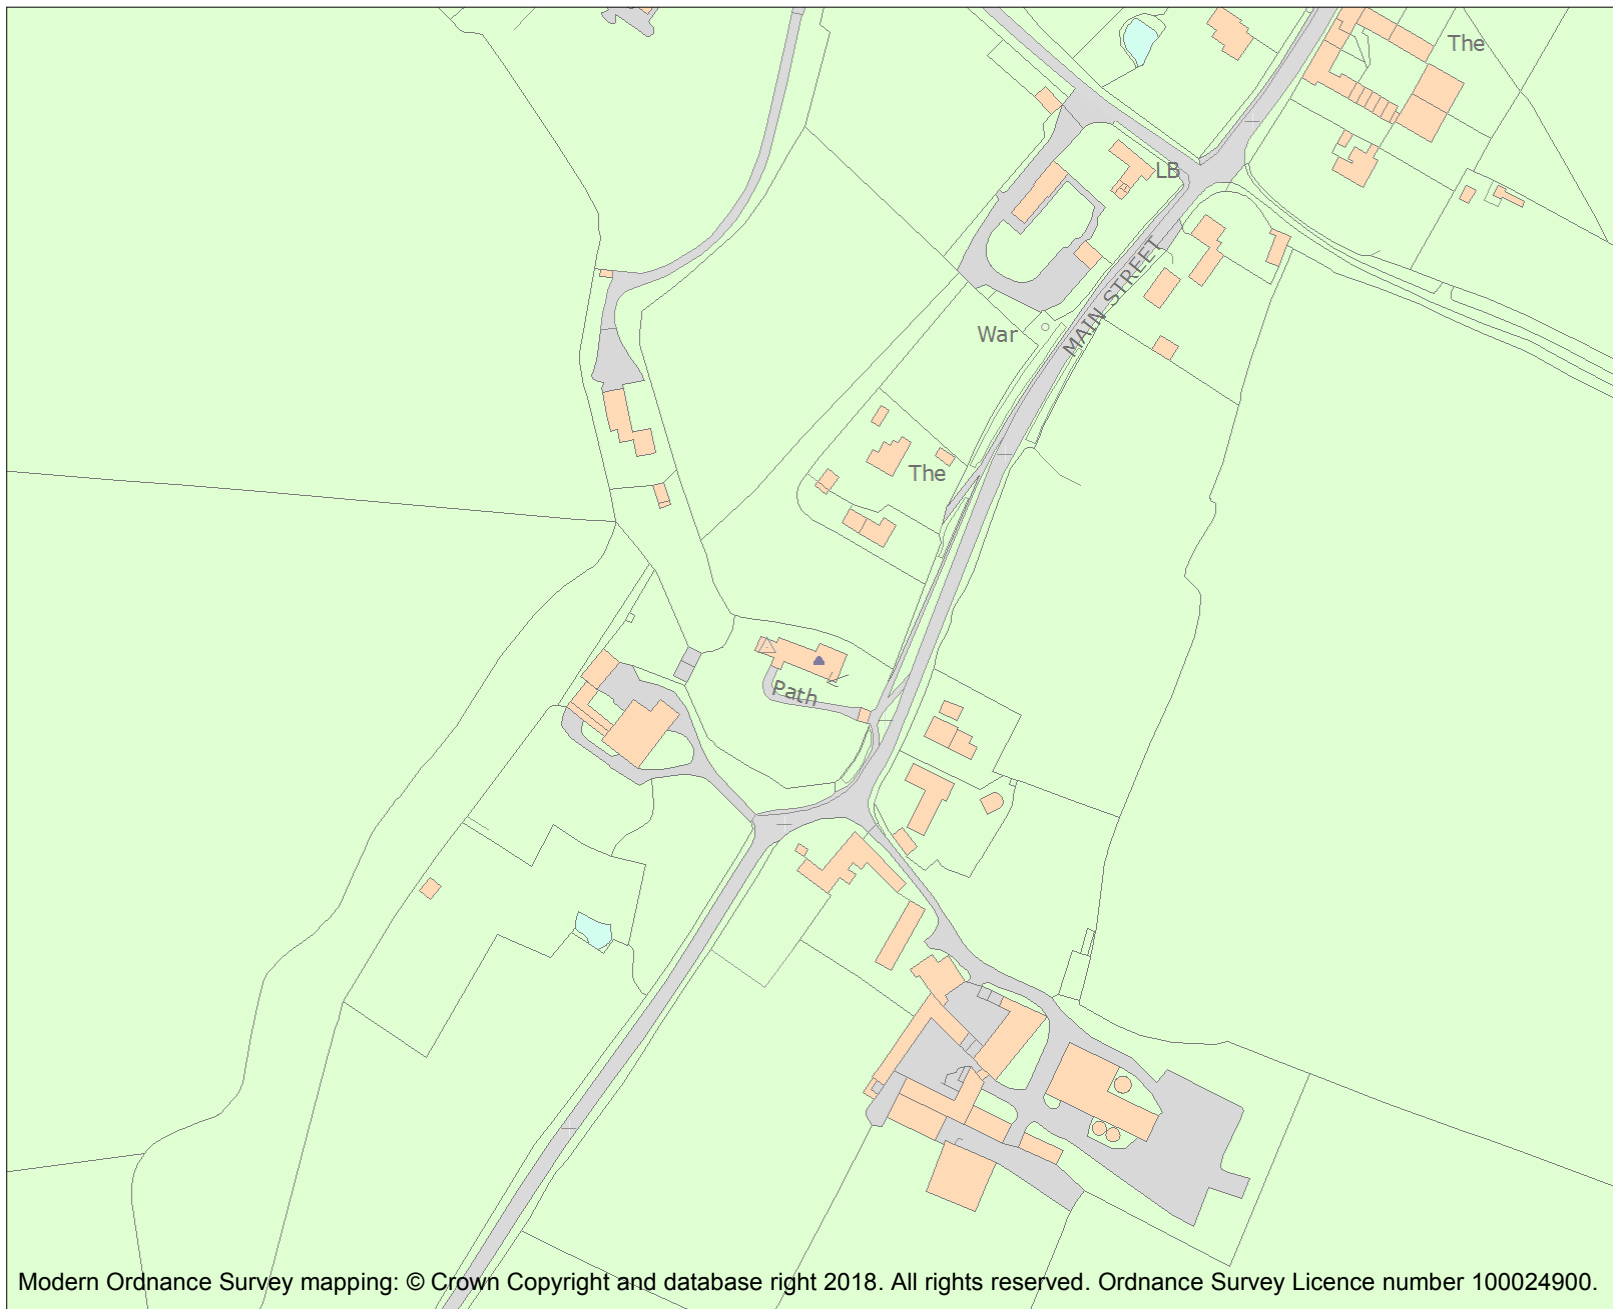 The
LB
MAIN STREET
War
The
Path
Modern Ordnance Survey mapping: © Crown Copyright and database right 2018. All rights reserved. Ordnance Survey Licence number 100024900.